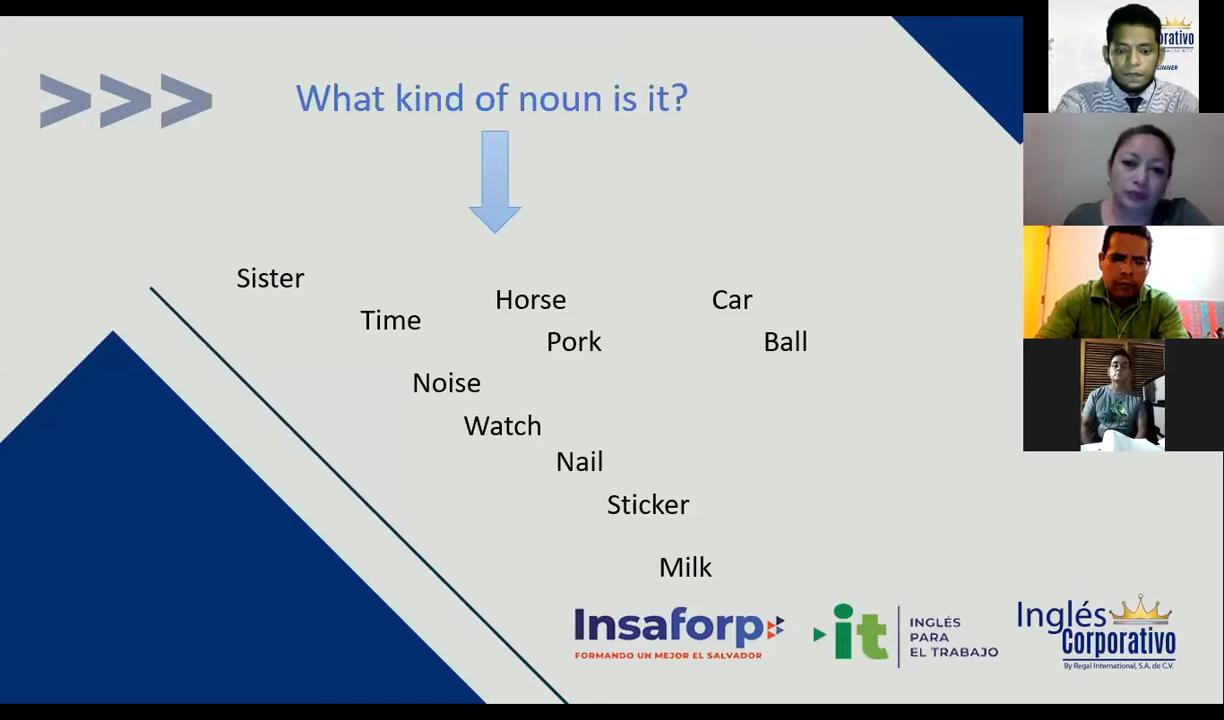 >>>
What kind of noun is it?
Sister
Horse
Car
Time
Pork
Ball
Noise
Watch
Nail
Sticker
Milk
Insaforp
FORMANDO UN MEJOR EL SALVADOR
it
INGLÉS
PARA
EL TRABAJO
Inglés
Corporativo
By Regal International, S.A. de C.V.